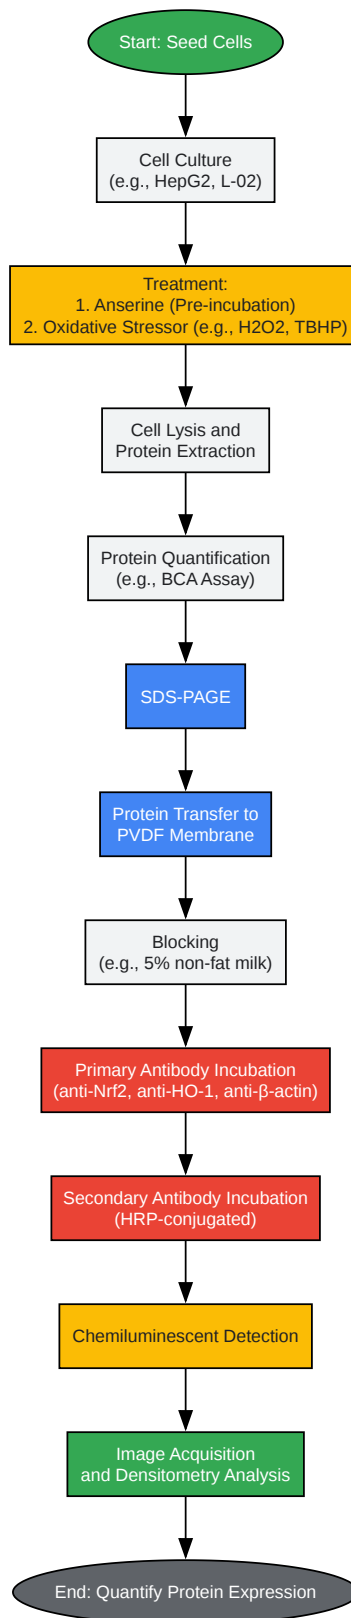 Start: Seed Cells
Cell Culture
(e.g., HepG2, L-02)
Treatment:
1. Anserine (Pre-incubation)
2. Oxidative Stressor (e.g., H2O2, TBHP)
Cell Lysis and
Protein Extraction
Protein Quantification
(e.g., BCA Assay)
SDS-PAGE
Protein Transfer to
PVDF Membrane
Blocking
(e.g., 5% non-fat milk)
Primary Antibody Incubation
(anti-Nrf2, anti-HO-1, anti-β-actin)
Secondary Antibody Incubation
(HRP-conjugated)
Chemiluminescent Detection
Image Acquisition
and Densitometry Analysis
End: Quantify Protein Expression